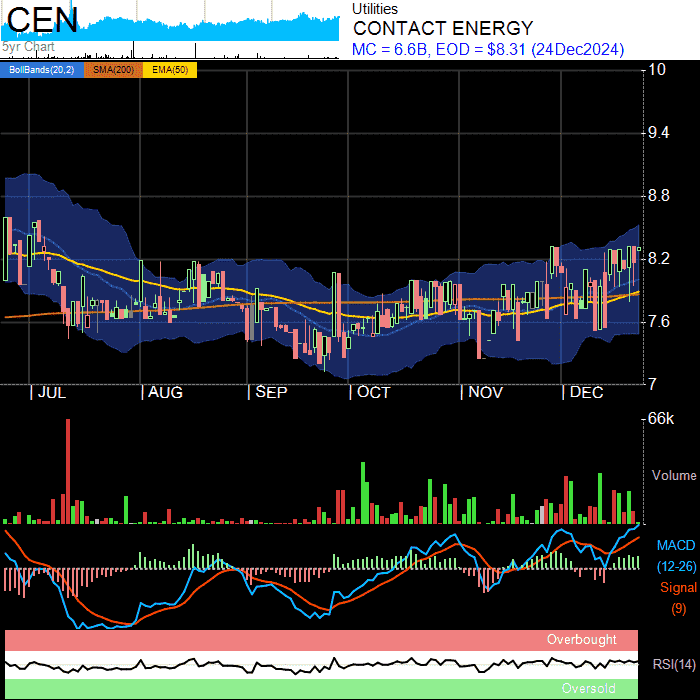 CEN
5yr Chart
Utilities
CONTACT ENERGY
MC = 6.6B, EOD = $8.31 (24Dec2024)
BollBands(20,2) SMA(200) EMA(50)
10
9.4
8.8
8.2
7.6
7
JUL AUG SEP OCT NOV DEC
66k
Volume
MACD
(12-26)
Signal
(9)
Overbought
RSI(14)
Oversold